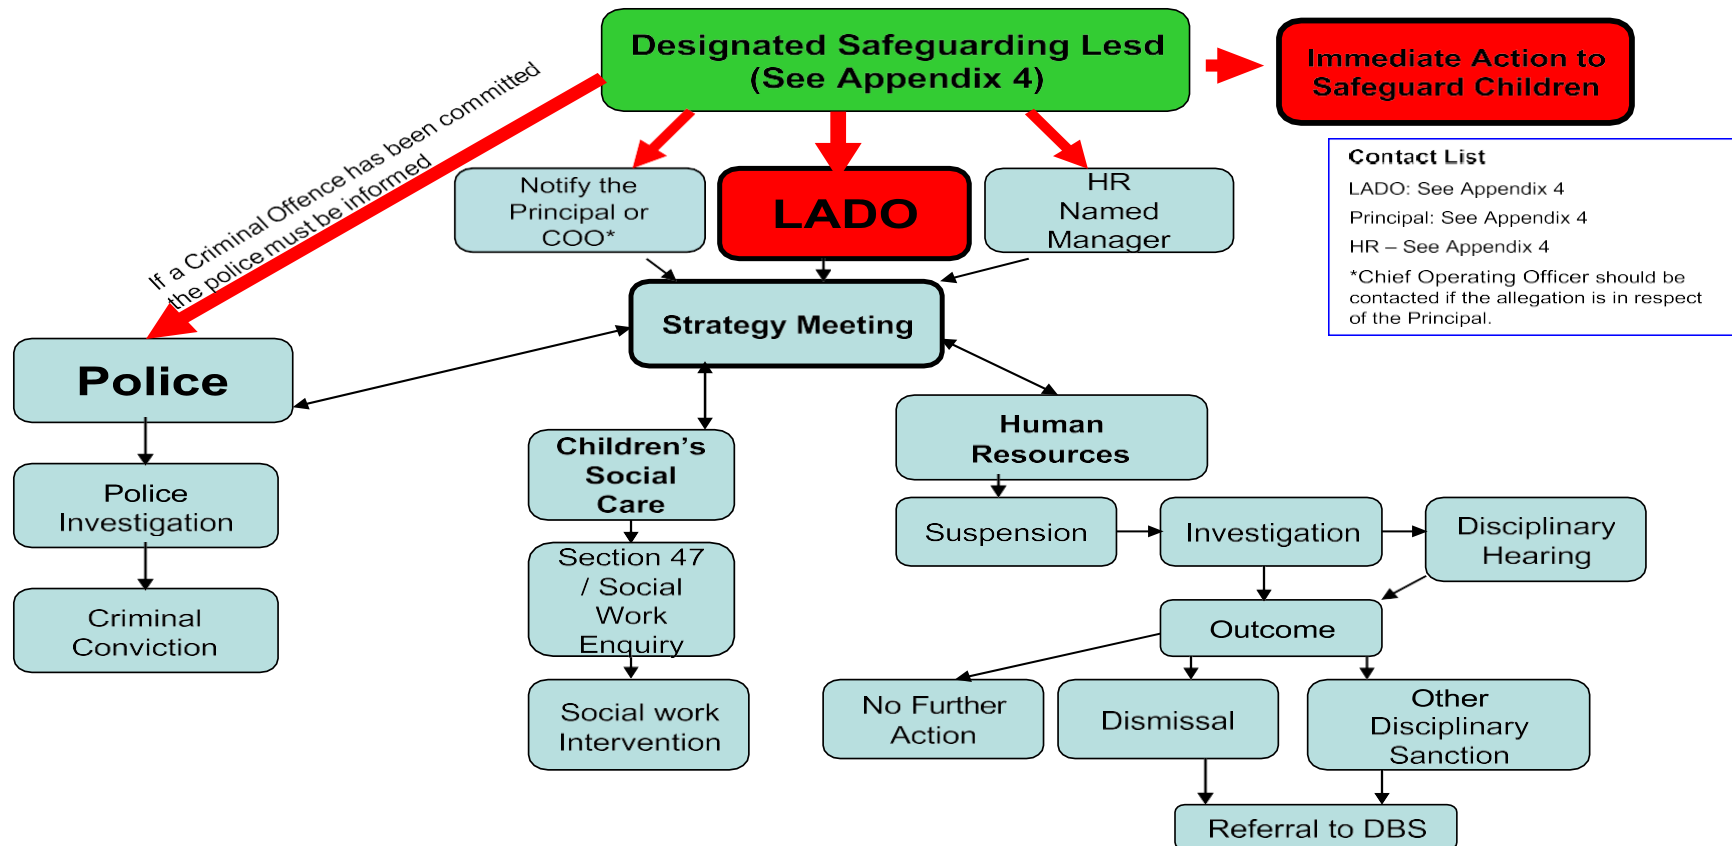 Designated Safeguarding Lesd
(See Appendix 4)
Immediate Action to
Safeguard Children
If a Criminal Offence has been committed
the police must be informed
Contact List
LADO: See Appendix 4
Principal: See Appendix 4
HR – See Appendix 4
*Chief Operating Officer should be
contacted if the allegation is in respect
of the Principal.
Notify the
Principal or
COO*
LADO
HR
Named
Manager
Strategy Meeting
Police
Children's
Social
Care
Human
Resources
Police
Investigation
Suspension
Investigation
Disciplinary
Hearing
Section 47
/ Social
Work
Enquiry
Criminal
Conviction
Outcome
Social work
Intervention
No Further
Action
Dismissal
Other
Disciplinary
Sanction
Referral to DBS